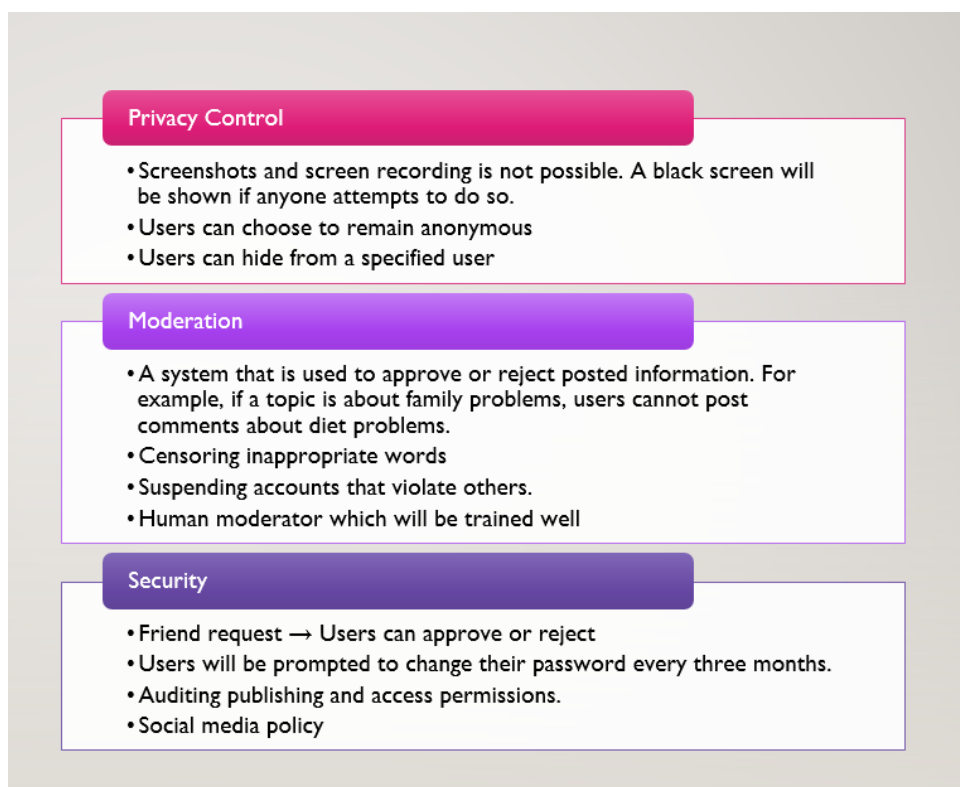 Privacy Control
•Screenshots and screen recording is not possible. A black screen will
be shown if anyone attempts to do so.
•Users can choose to remain anonymous
•Users can hide from a specified user
Moderation
•A system that is used to approve or reject posted information. For
example, if a topic is about family problems, users cannot post
comments about diet problems.
•Censoring inappropriate words
•Suspending accounts that violate others.
•Human moderator which will be trained well
Security
•Friend request → Users can approve or reject
•Users will be prompted to change their password every three months.
•Auditing publishing and access permissions.
•Social media policy